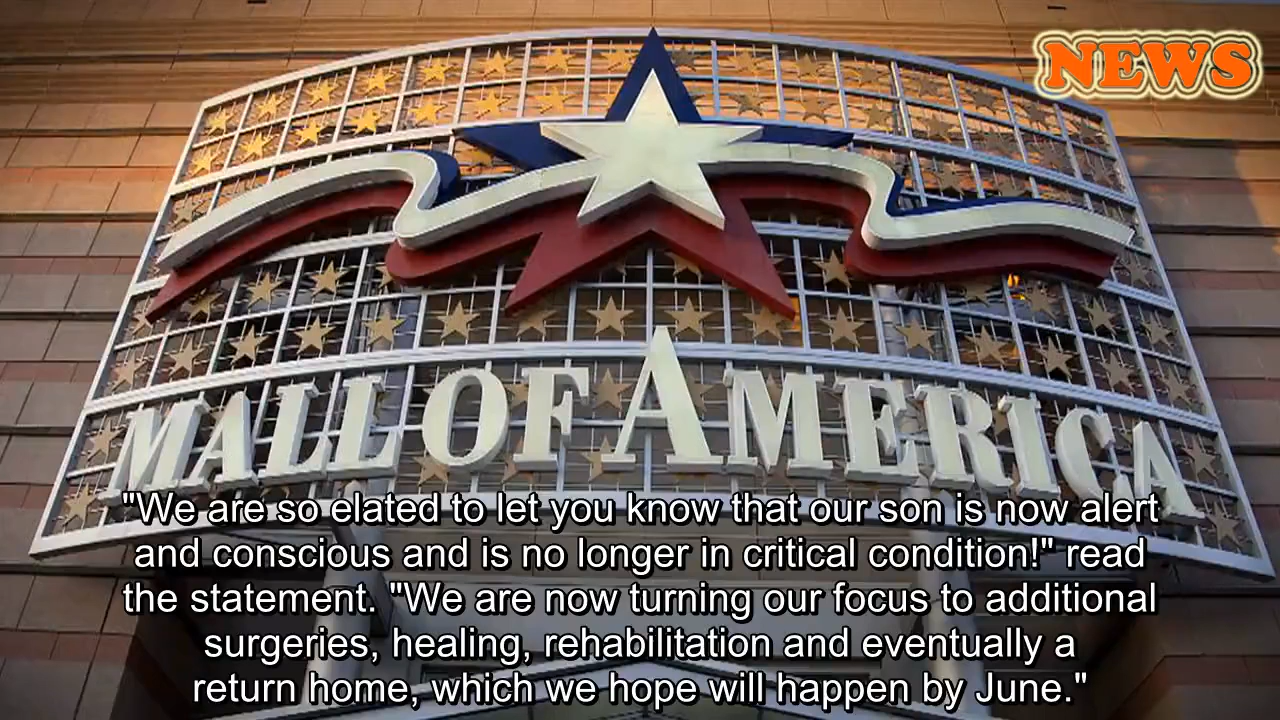 NEWS
MALL OF AMERICA
"We are so elated to let you know that our son is now alert
and conscious and is no longer in critical condition!" read
the statement. "We are now turning our focus to additional
surgeries, healing, rehabilitation and eventually a
return home, which we hope will happen by June."